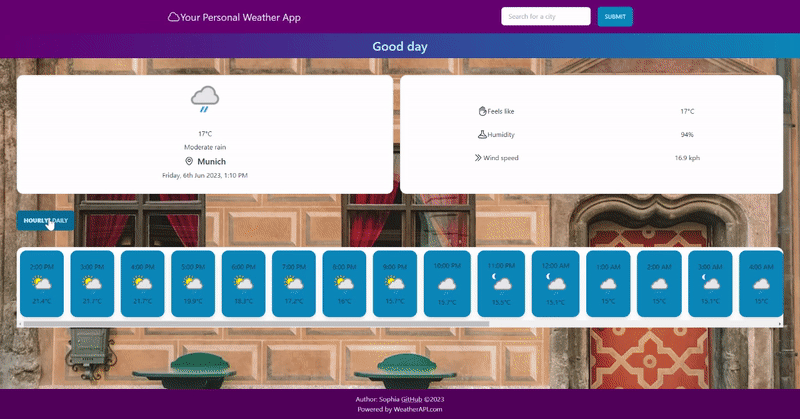 Your Personal Weather App
Search for a city
SUBMIT
Good day
17°C
Moderate rain
Munich
Friday, 6th Jun 2023, 1:10 PM
Feels like 17°C
Humidity 94%
Wind speed 16.9 kph
HOURLY DAILY
2:00 PM 3:00 PM 4:00 PM 5:00 PM 6:00 PM 7:00 PM 8:00 PM 9:00 PM 10:00 PM 11:00 PM 12:00 AM 1:00 AM 2:00 AM 3:00 AM 4:00 AM
21.4°C 21.1°C 21.7°C 19.9°C 18.3°C 17.2°C 16°C 15.7°C 15.7°C 15.5°C 15.1°C 15°C 15°C 15.1°C 15°C
Author: Sophia GitHub ©2023
Powered by WeatherAPI.com